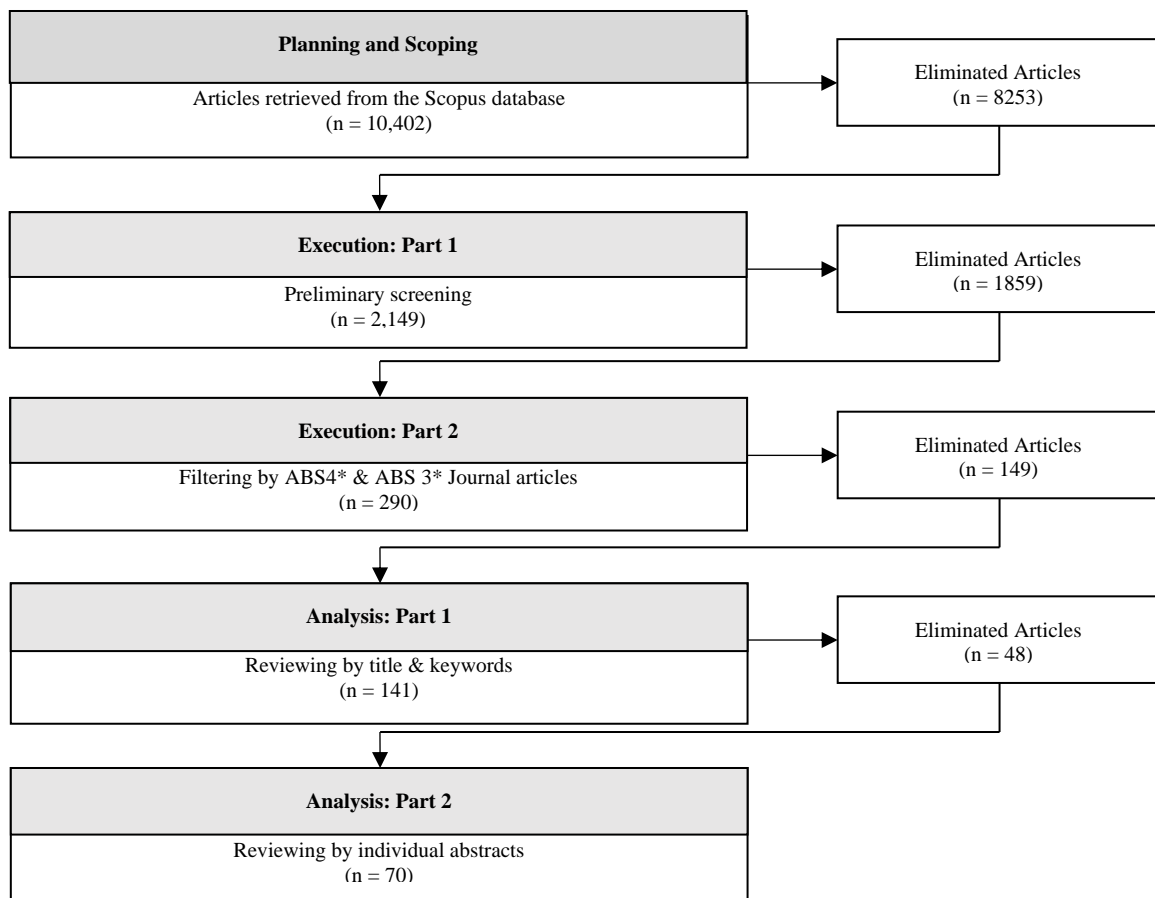 Planning and Scoping
Articles retrieved from the Scopus database
(n = 10,402)
Eliminated Articles
(n = 8253)
Execution: Part 1
Preliminary screening
(n = 2,149)
Eliminated Articles
(n = 1859)
Execution: Part 2
Filtering by ABS4* & ABS 3* Journal articles
(n = 290)
Eliminated Articles
(n = 149)
Analysis: Part 1
Reviewing by title & keywords
(n = 141)
Eliminated Articles
(n = 48)
Analysis: Part 2
Reviewing by individual abstracts
(n = 70)